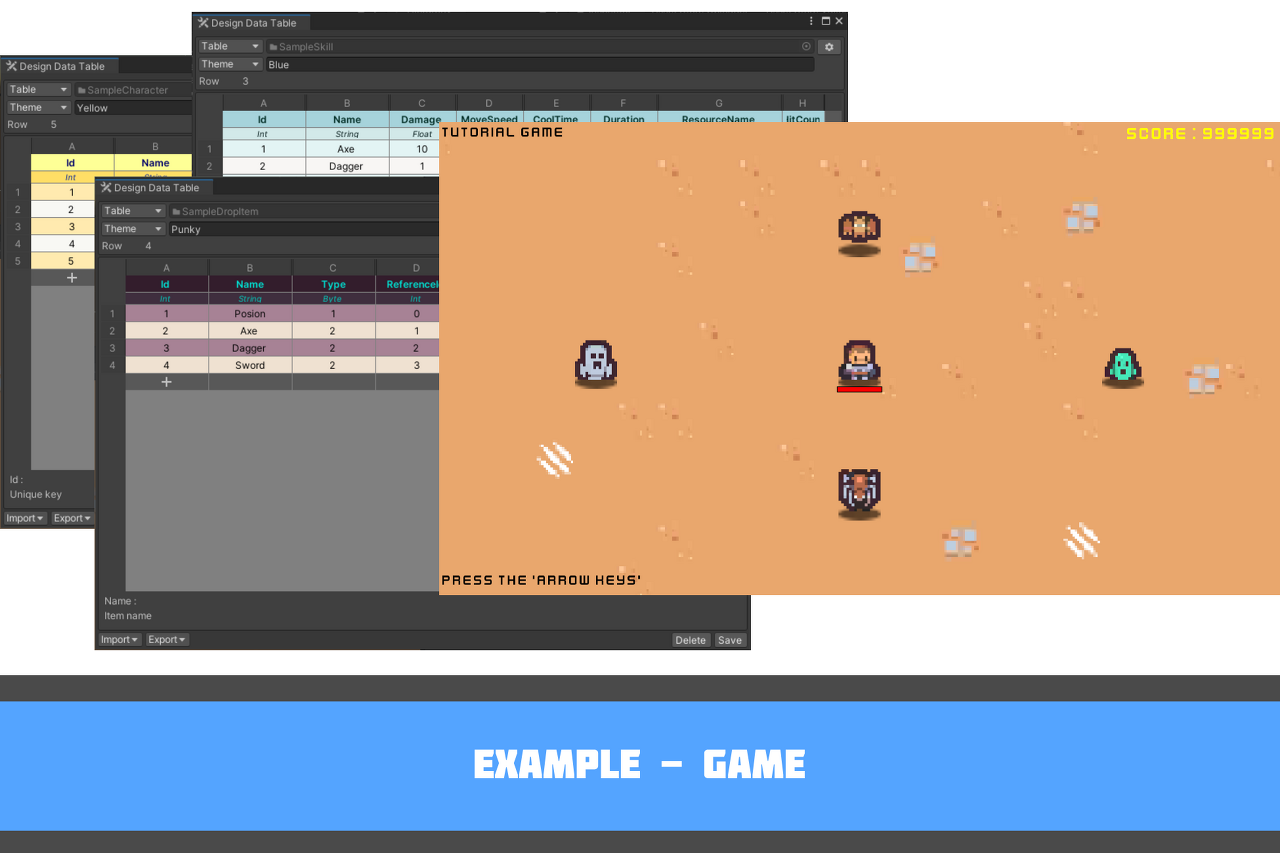 Design Data Table
Table SampleSkill
Theme Blue
Row 3
A B C D E F G H
Id Name Damage MoveSpeed CoolTime Duration ResourceName
Int String Float
1 1 Axe 10
2 2 Dagger 1
Design Data Table
Table SampleCharacter
Theme Yellow
Row 5
A B
Id Name
Int
1 1
2 2
3 3
4 4
5 5
+
Id :
Unique key
Import Export
Design Data Table
Table SampleDropItem
Theme Punky
Row 4
A B C D
Id Name Type
Int String Byte Int
1 1 Posion 1 0
2 2 Axe 2 1
3 3 Dagger 2 2
4 4 Sword 2 3
+
Name :
Item name
Import Export Delete Save
TUTORIAL GAME
SCORE : 999999
PRESS THE 'ARROW KEYS'
EXAMPLE - GAME